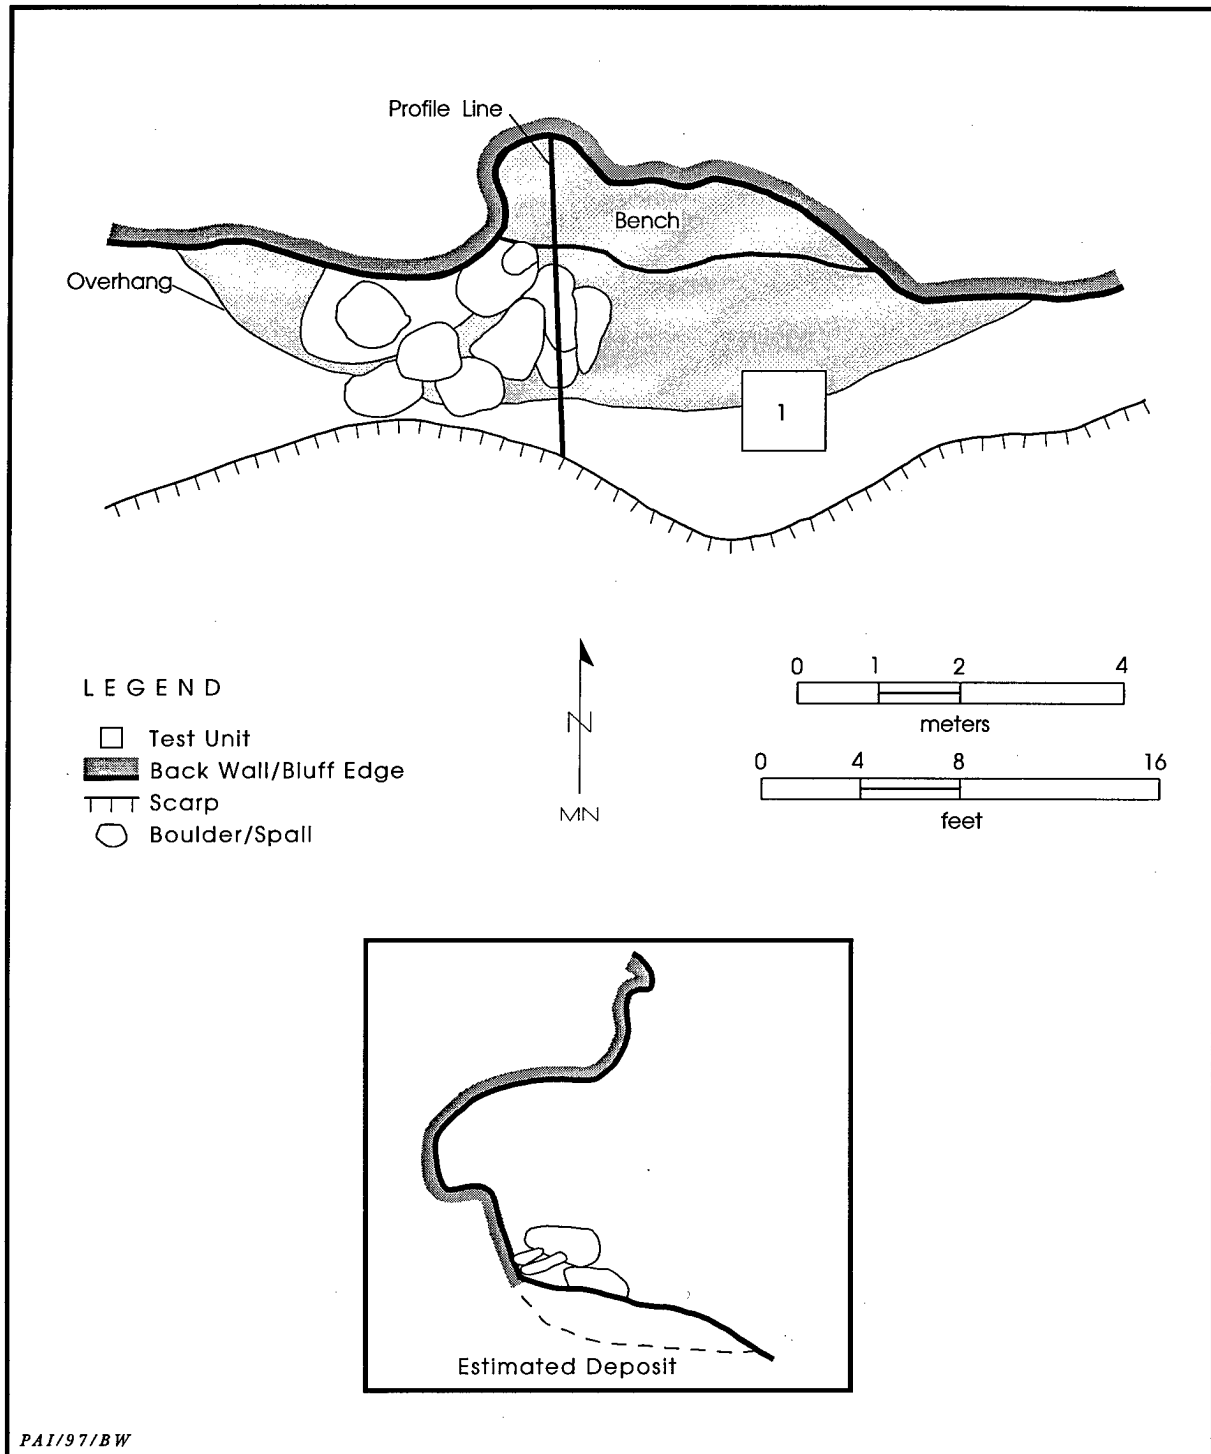 Profile Line
Bench
Overhang
1
LEGEND
Test Unit
Back Wall/Bluff Edge
Scarp
Boulder/Spall
N
MN
0 1 2 4
meters
0 4 8 16
feet
Estimated Deposit
PAI/97/BW